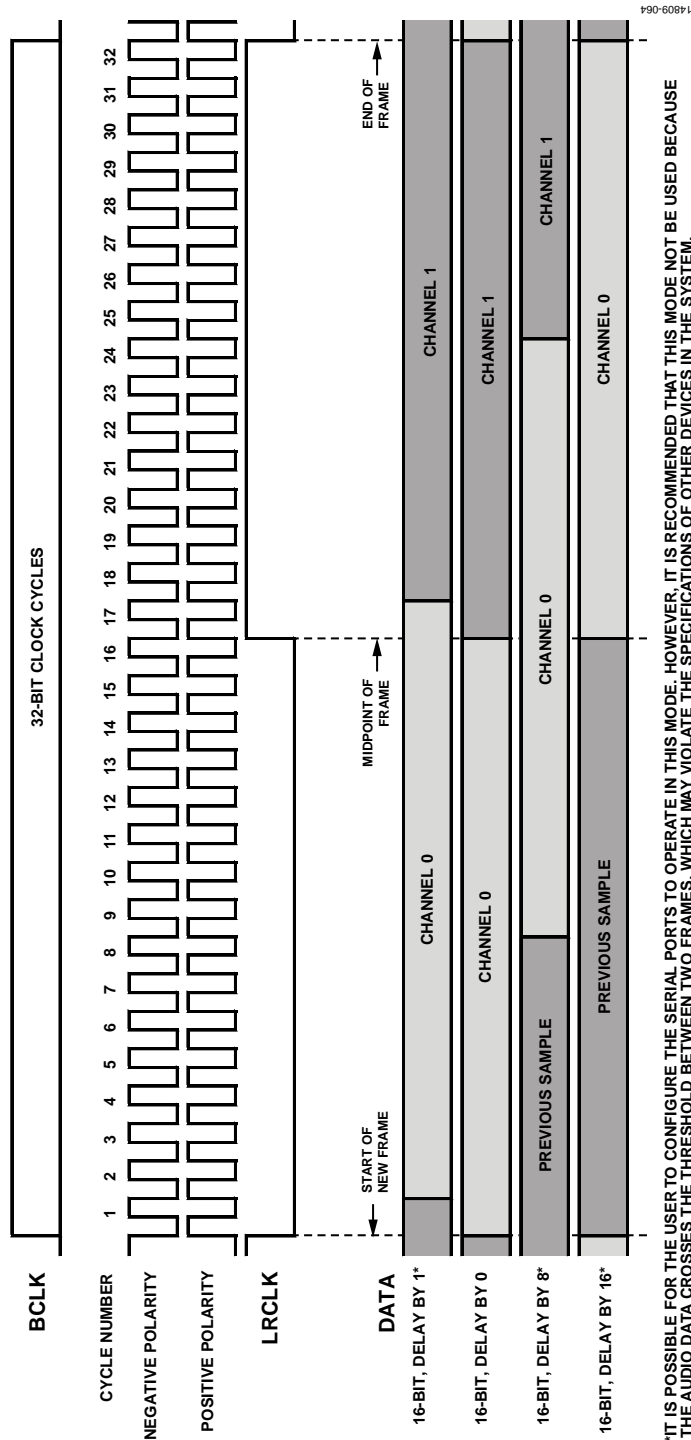 BCLK
32-BIT CLOCK CYCLES
CYCLE NUMBER
1 2 3 4 5 6 7 8 9 10 11 12 13 14 15 16 17 18 19 20 21 22 23 24 25 26 27 28 29 30 31 32
NEGATIVE POLARITY
POSITIVE POLARITY
LRCLK
START OF
NEW FRAME
MIDPOINT OF
FRAME
END OF
FRAME
DATA
16-BIT, DELAY BY 1*
CHANNEL 0
CHANNEL 1
16-BIT, DELAY BY 0
CHANNEL 0
CHANNEL 1
16-BIT, DELAY BY 8*
PREVIOUS SAMPLE
CHANNEL 0
CHANNEL 1
16-BIT, DELAY BY 16*
PREVIOUS SAMPLE
CHANNEL 0
*IT IS POSSIBLE FOR THE USER TO CONFIGURE THE SERIAL PORTS TO OPERATE IN THIS MODE. HOWEVER, IT IS RECOMMENDED THAT THIS MODE NOT BE USED BECAUSE
THE AUDIO DATA CROSSES THE THRESHOLD BETWEEN TWO FRAMES, WHICH MAY VIOLATE THE SPECIFICATIONS OF OTHER DEVICES IN THE SYSTEM.
14809-064